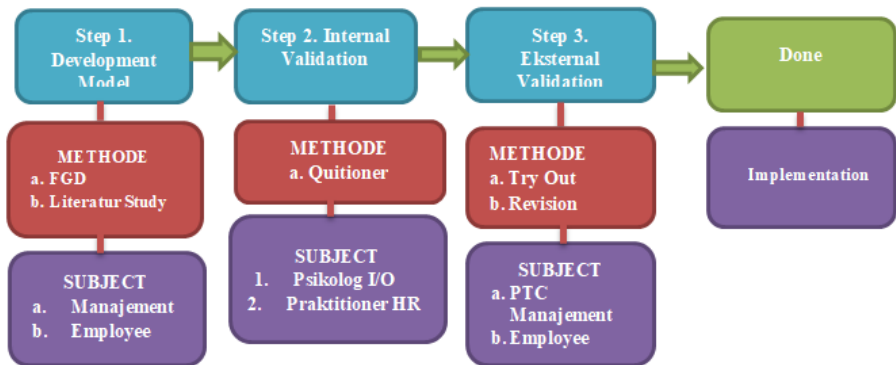 Step 1.
Development
Model
METHODE
a. FGD
b. Literatur Study
SUBJECT
a. Manajement
b. Employee
Step 2. Internal
Validation
METHODE
a. Quitioner
SUBJECT
1. Psikolog I/O
2. Praktitioner HR
Step 3.
Eksternal
Validation
METHODE
a. Try Out
b. Revision
SUBJECT
a. PTC
Manajement
b. Employee
Done
Implementation